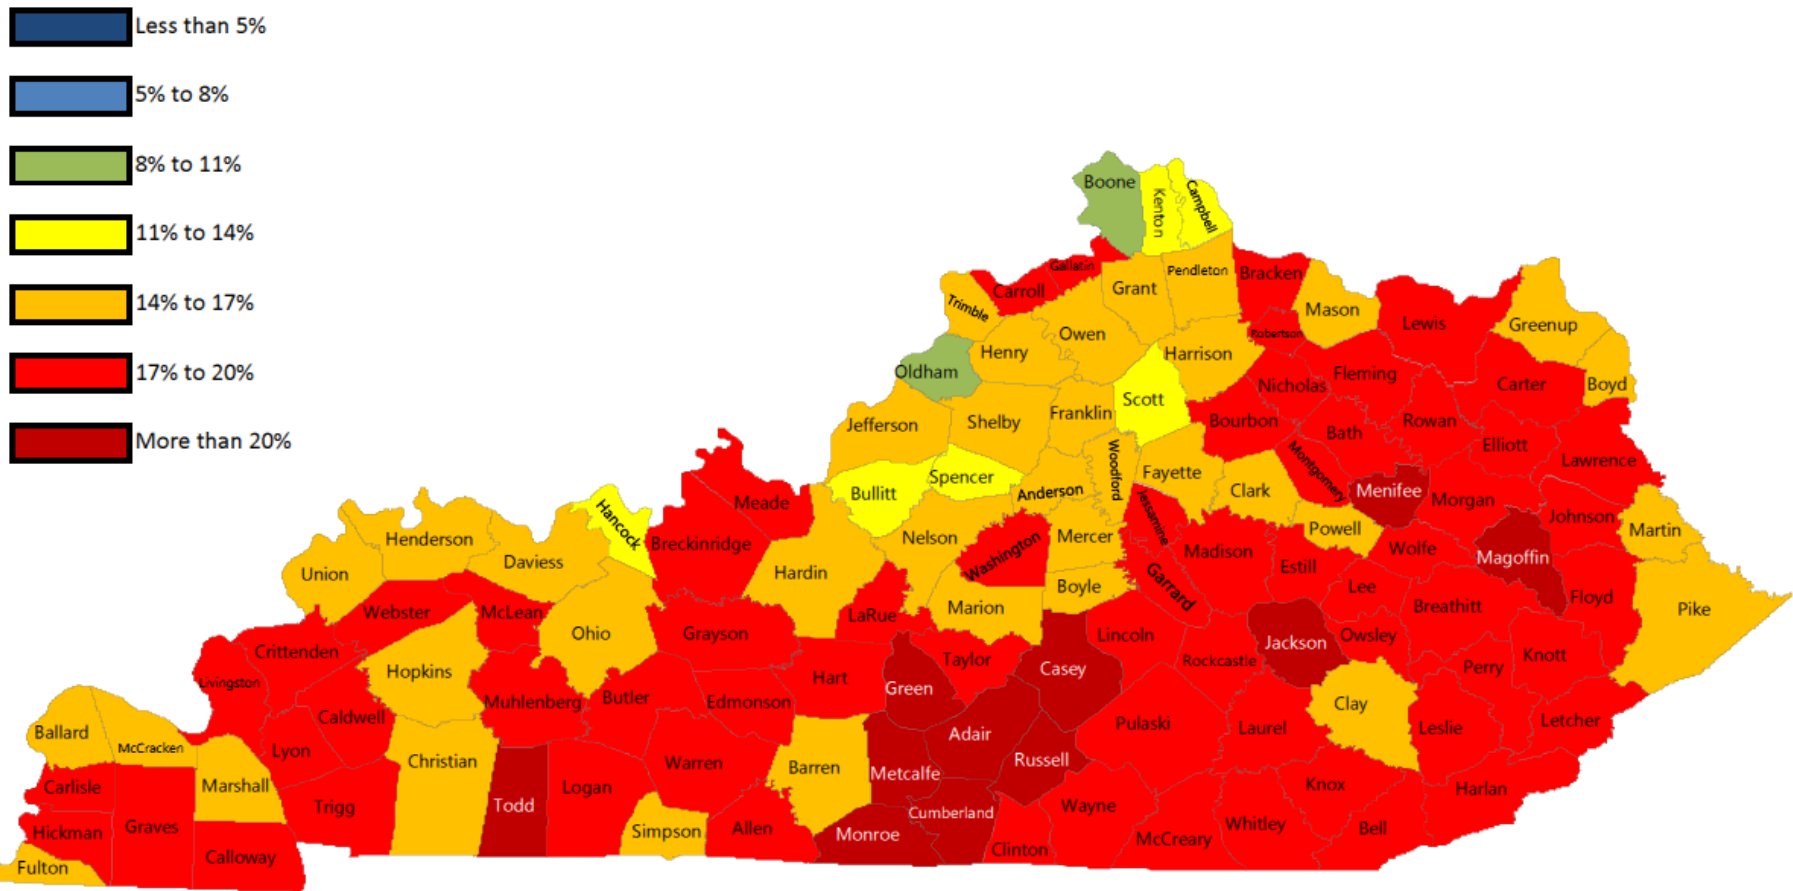 Less than 5%
5% to 8%
8% to 11%
11% to 14%
14% to 17%
17% to 20%
More than 20%
Boone
Kenton
Campbell
Gallatin
Carroll
Grant
Pendleton
Bracken
Trimble
Mason
Lewis
Greenup
Owen
Robertson
Henry
Harrison
Oldham
Nicholas
Fleming
Carter
Boyd
Scott
Jefferson
Shelby
Franklin
Bourbon
Bath
Rowan
Elliott
Lawrence
Woodford
Fayette
Montgomery
Bullitt
Spencer
Anderson
Clark
Menifee
Morgan
Meade
Hancock
Jessamine
Powell
Johnson
Martin
Henderson
Breckinridge
Nelson
Washington
Mercer
Madison
Wolfe
Magoffin
Union
Daviess
Hardin
Estill
Boyle
Garrard
Lee
Floyd
Webster
McLean
LaRue
Marion
Breathitt
Pike
Ohio
Grayson
Lincoln
Jackson
Owsley
Crittenden
Hopkins
Taylor
Casey
Rockcastle
Perry
Knott
Livingston
Hart
Green
Muhlenberg
Butler
Edmonson
Clay
Caldwell
Pulaski
Laurel
Leslie
Letcher
Ballard
McCracken
Lyon
Adair
Christian
Warren
Barren
Metcalfe
Russell
Carlisle
Marshall
Logan
Knox
Harlan
Trigg
Todd
Cumberland
Wayne
Hickman
Graves
Simpson
Allen
Monroe
McCreary
Whitley
Bell
Calloway
Clinton
Fulton